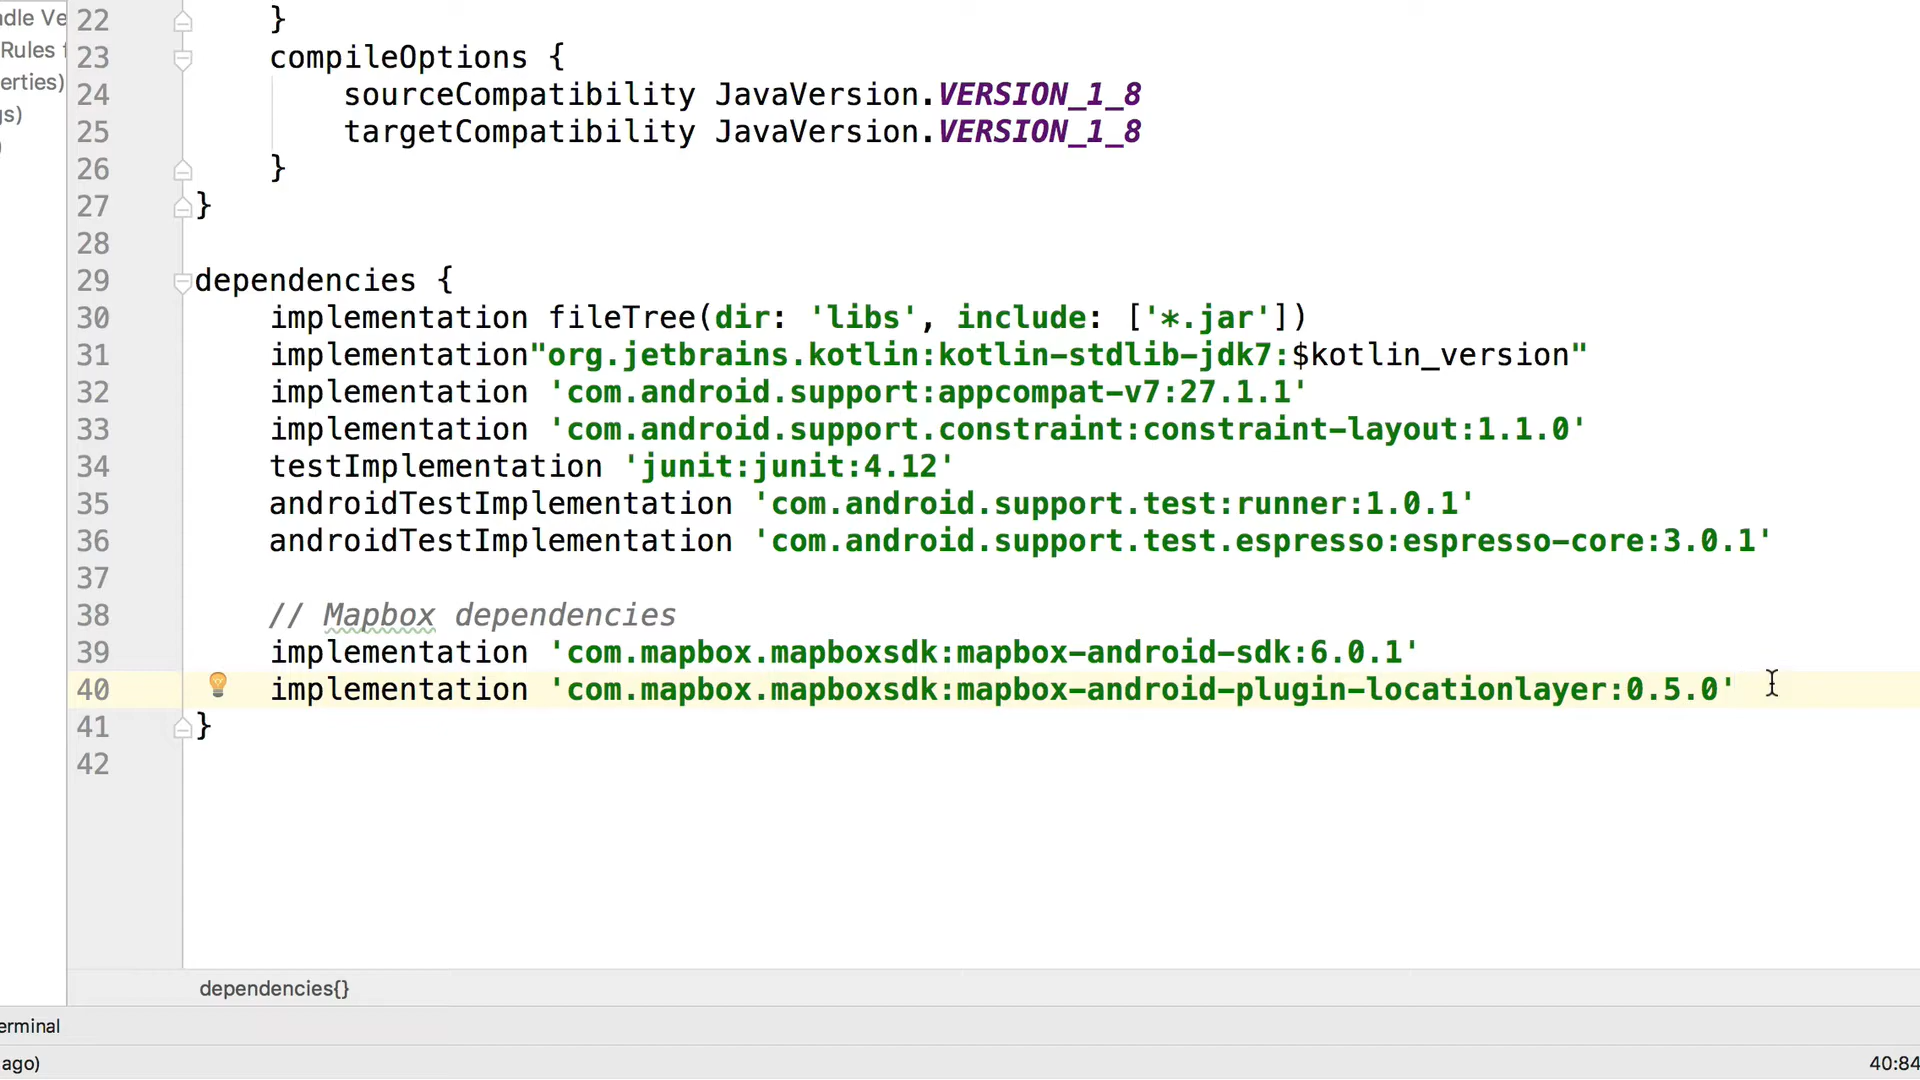 dle Ve
Rules f
erties)
gs)
)
22 }
23 compileOptions {
24 sourceCompatibility JavaVersion.VERSION_1_8
25 targetCompatibility JavaVersion.VERSION_1_8
26 }
27 }
28
29 dependencies {
30 implementation fileTree(dir: 'libs', include: ['*.jar'])
31 implementation"org.jetbrains.kotlin:kotlin-stdlib-jdk7:$kotlin_version"
32 implementation 'com.android.support:appcompat-v7:27.1.1'
33 implementation 'com.android.support.constraint:constraint-layout:1.1.0'
34 testImplementation 'junit:junit:4.12'
35 androidTestImplementation 'com.android.support.test:runner:1.0.1'
36 androidTestImplementation 'com.android.support.test.espresso:espresso-core:3.0.1'
37
38 // Mapbox dependencies
39 implementation 'com.mapbox.mapboxsdk:mapbox-android-sdk:6.0.1'
40 implementation 'com.mapbox.mapboxsdk:mapbox-android-plugin-locationlayer:0.5.0'
41 }
42
dependencies{}
erminal
ago)
40:84